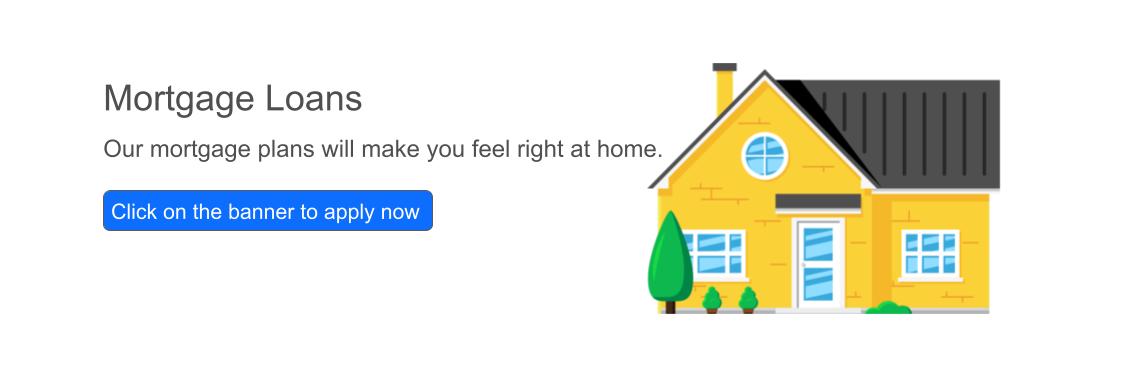 Mortgage Loans
Our mortgage plans will make you feel right at home.
Click on the banner to apply now